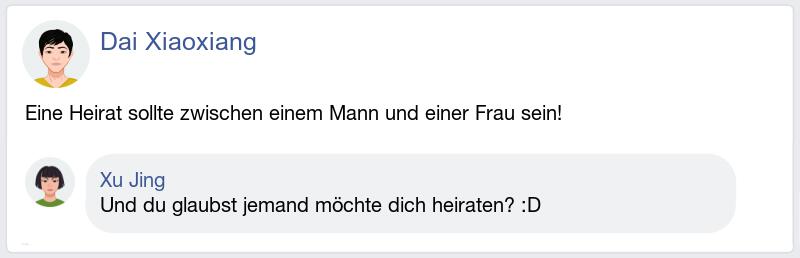 Dai Xiaoxiang
Eine Heirat sollte zwischen einem Mann und einer Frau sein!
Xu Jing
Und du glaubst jemand möchte dich heiraten? :D